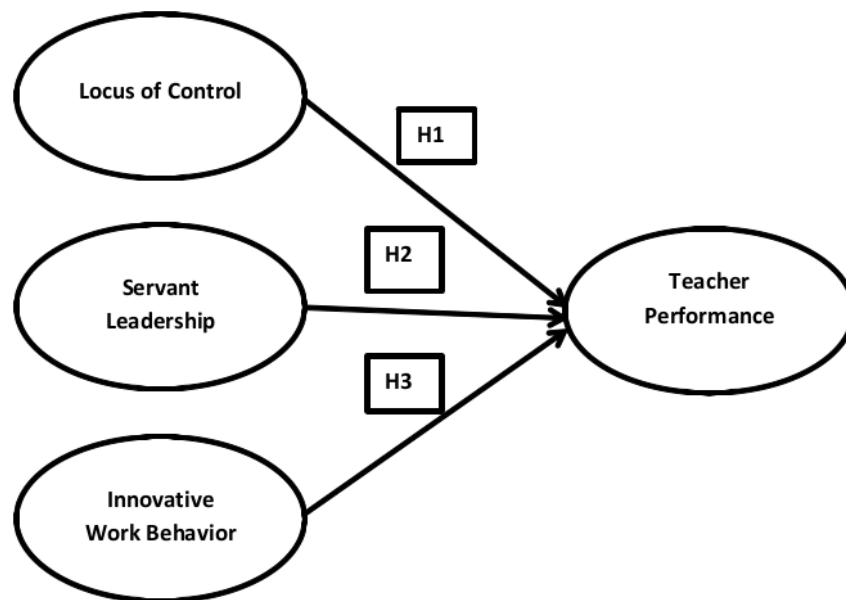 Locus of Control
H1
H2
Servant
Leadership
Teacher
Performance
H3
Innovative
Work Behavior